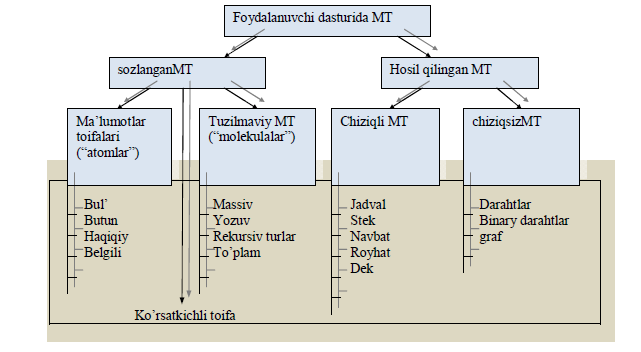 Foydalanuvchi dasturida MT
sozlanganMT
Hosil qilingan MT
Ma’lumotlar
toifalari
(“atomlar”)
Tuzilmaviy MT
(“molekulalar”)
Chiziqli MT
chiziqsizMT
Bul’
Butun
Haqiqiy
Belgili
Massiv
Yozuv
Rekursiv turlar
To’plam
Jadval
Stek
Navbat
Royhat
Dek
Darahtlar
Binary darahtlar
graf
Ko’rsatkichli toifa